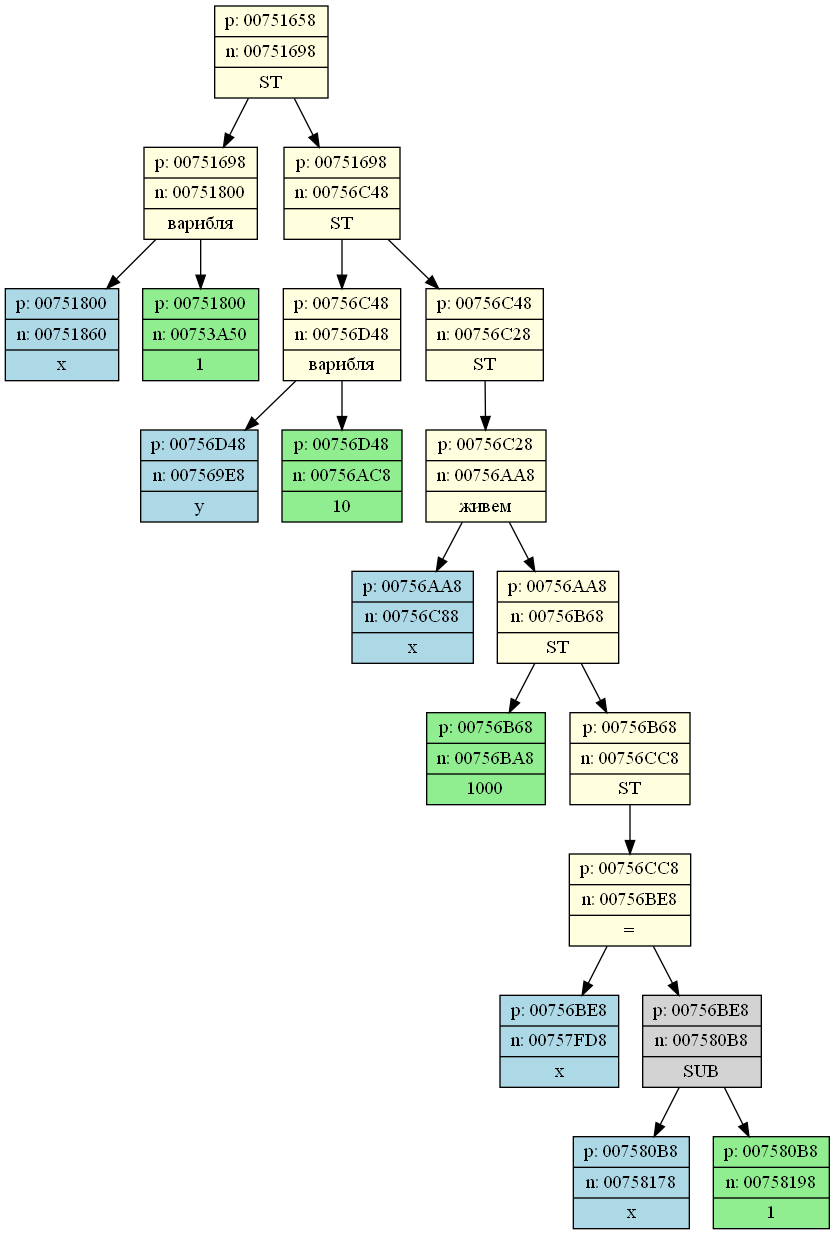 p: 00751658
n: 00751698
ST
p: 00751698
n: 00751800
варибля
p: 00751698
n: 00756C48
ST
p: 00751800
n: 00751860
x
p: 00751800
n: 00753A50
1
p: 00756C48
n: 00756D48
варибля
p: 00756C48
n: 00756C28
ST
p: 00756D48
n: 007569E8
y
p: 00756D48
n: 00756AC8
10
p: 00756C28
n: 00756AA8
живем
p: 00756AA8
n: 00756C88
x
p: 00756AA8
n: 00756B68
ST
p: 00756B68
n: 00756BA8
1000
p: 00756B68
n: 00756CC8
ST
p: 00756CC8
n: 00756BE8
=
p: 00756BE8
n: 00757FD8
x
p: 00756BE8
n: 007580B8
SUB
p: 007580B8
n: 00758178
x
p: 007580B8
n: 00758198
1